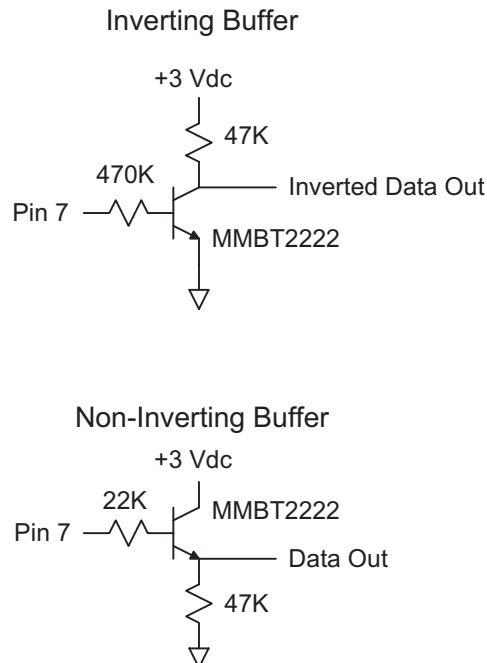 Inverting Buffer
+3 Vdc
47K
470K
Inverted Data Out
Pin 7
MMBT2222
Non-Inverting Buffer
+3 Vdc
22K
MMBT2222
Pin 7
Data Out
47K